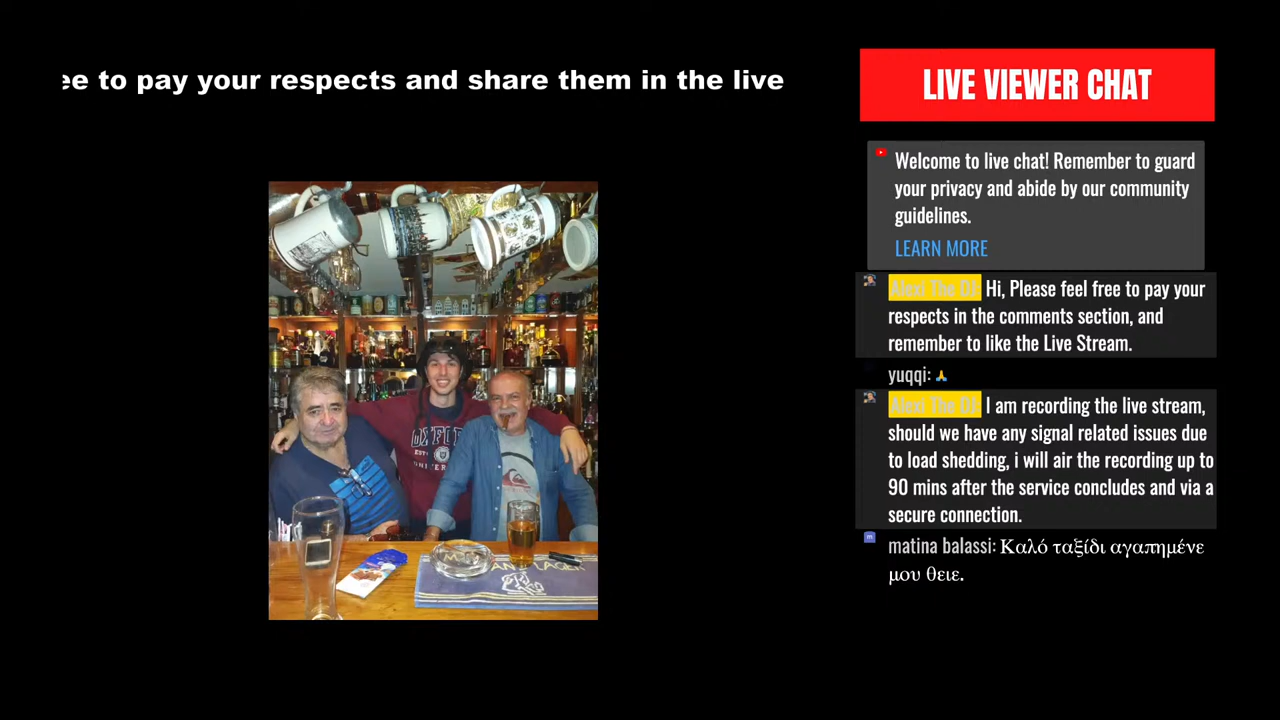 ee to pay your respects and share them in the live
LIVE VIEWER CHAT
Welcome to live chat! Remember to guard
your privacy and abide by our community
guidelines.
LEARN MORE
Alexi The DJ: Hi, Please feel free to pay your
respects in the comments section, and
remember to like the Live Stream.
yuqqi: 🙏
Alexi The DJ: I am recording the live stream,
should we have any signal related issues due
to load shedding, i will air the recording up to
90 mins after the service concludes and via a
secure connection.
matina balassi: Καλό ταξίδι αγαπημένε
μου θειε.